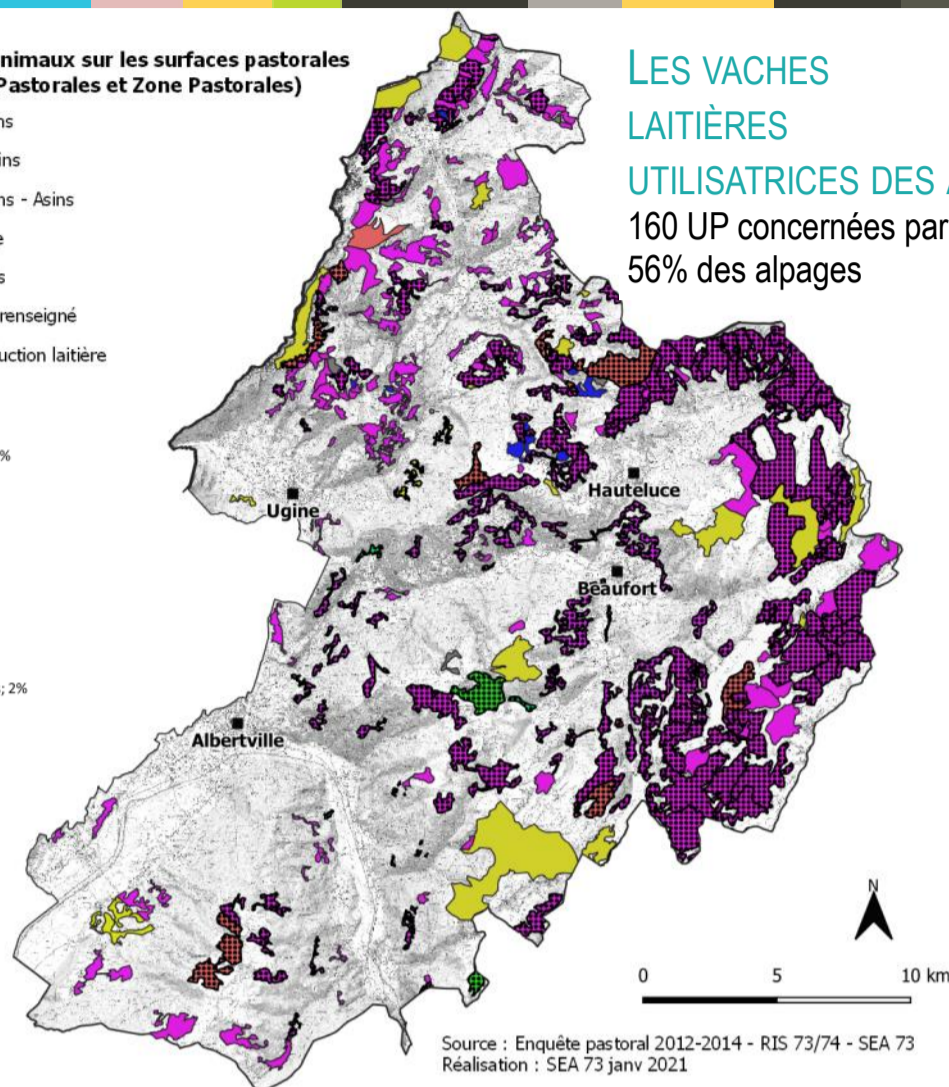 nimaux sur les surfaces pastorales
Pastorales et Zone Pastorales)
ns
ins
ns - Asins
e
s
renseigné
uction laitière
%
; 2%
LES VACHES
LAITIÈRES
UTILISATRICES DES
160 UP concernées par
56% des alpages
Ugine
Hauteluce
Beaufort
Albertville
N
0 5 10 km
Source : Enquête pastoral 2012-2014 - RIS 73/74 - SEA 73
Réalisation : SEA 73 janv 2021